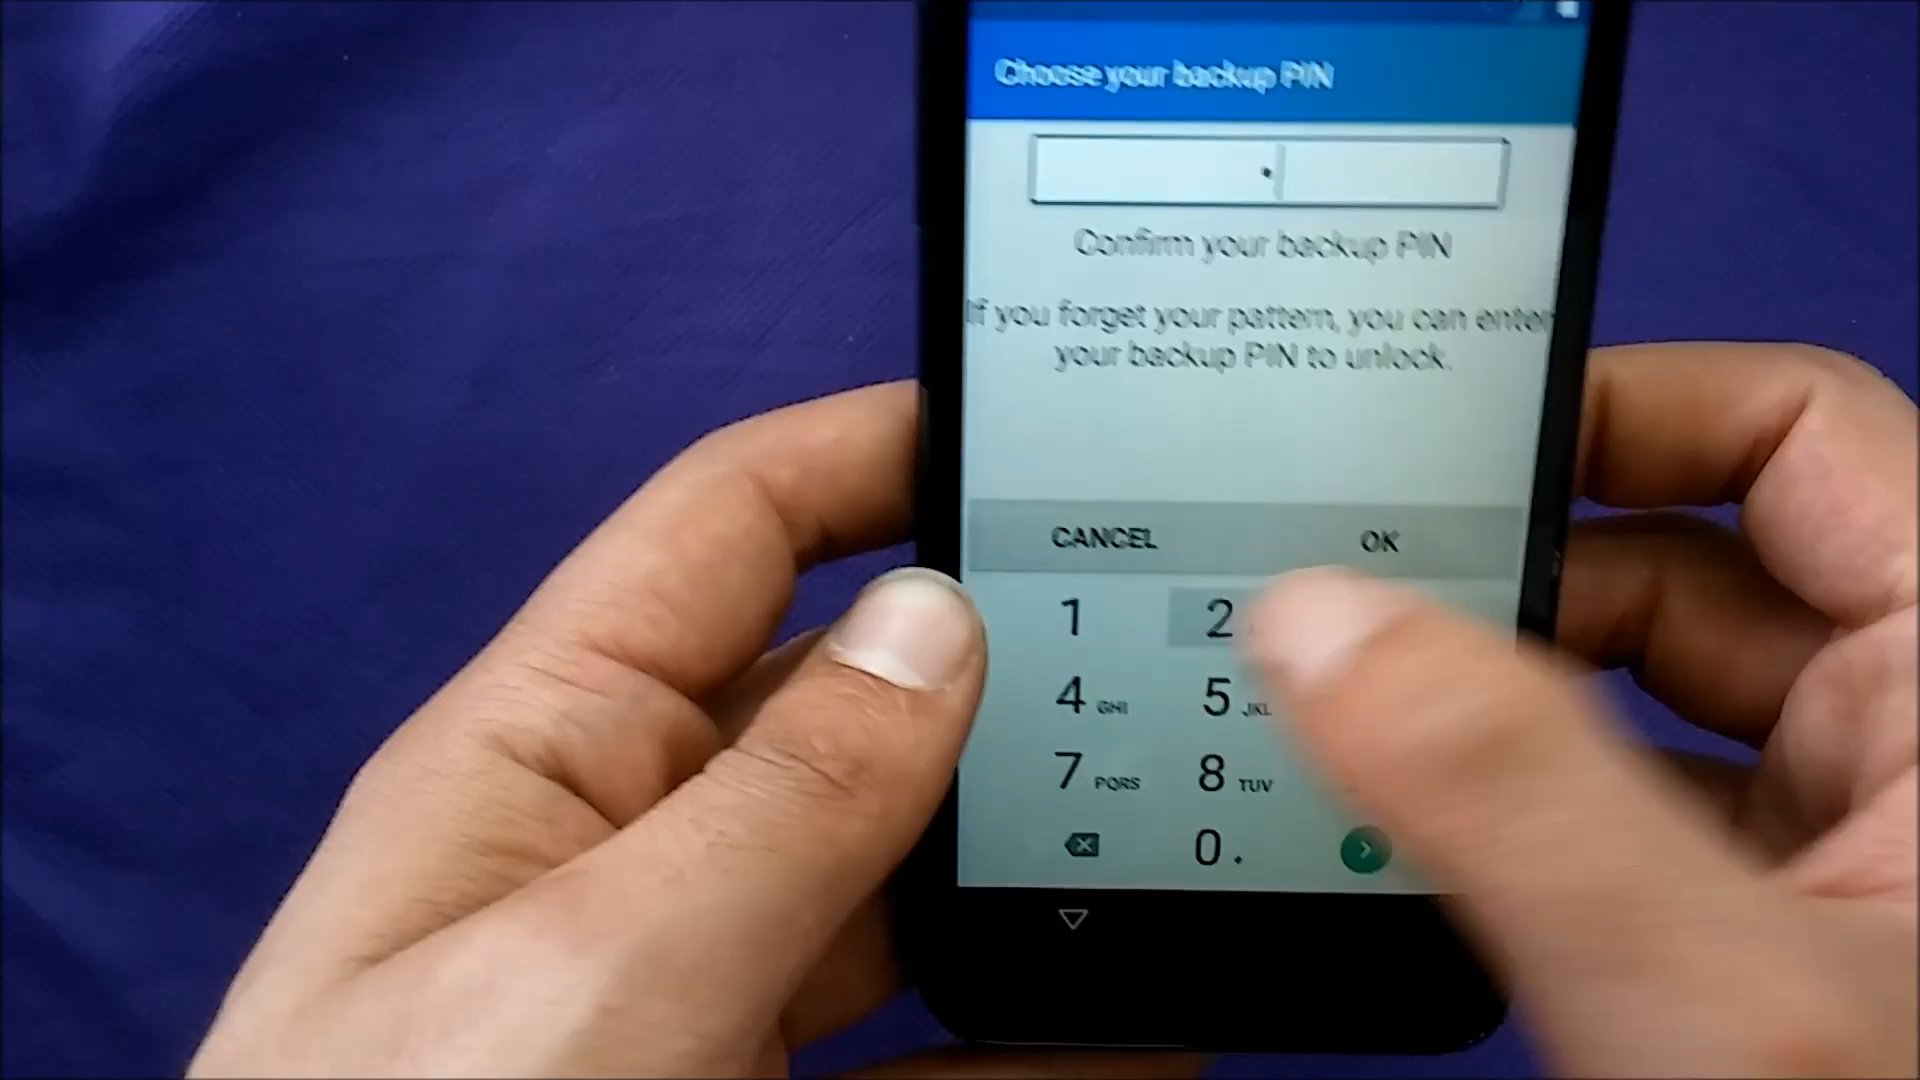 Choose your backup PIN
Confirm your backup PIN
If you forget your pattern, you can enter
your backup PIN to unlock.
CANCEL OK
1 2
4 GHI 5 JKL
7 PQRS 8 TUV
0 .